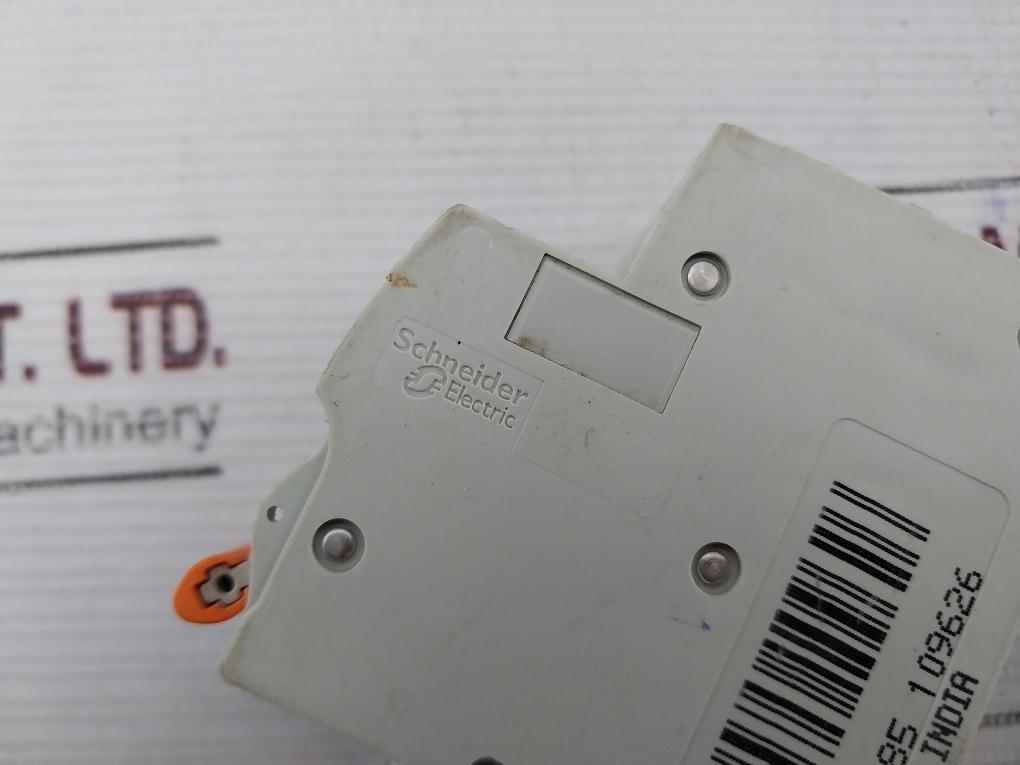 T. LTD.
achinery
Schneider
Electric
85 109626
INDIA